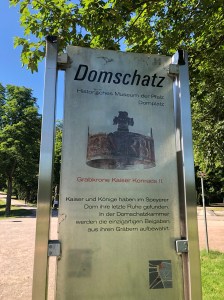 Domschatz
Historisches Museum der Pfalz
Domplatz
Grabkrone Kaiser Konrads II.
Kaiser und Könige haben im Speyerer
Dom ihre letzte Ruhe gefunden.
In der Domschatzkammer
werden die einzigartigen Beigaben
aus ihren Gräbern aufbewahrt.